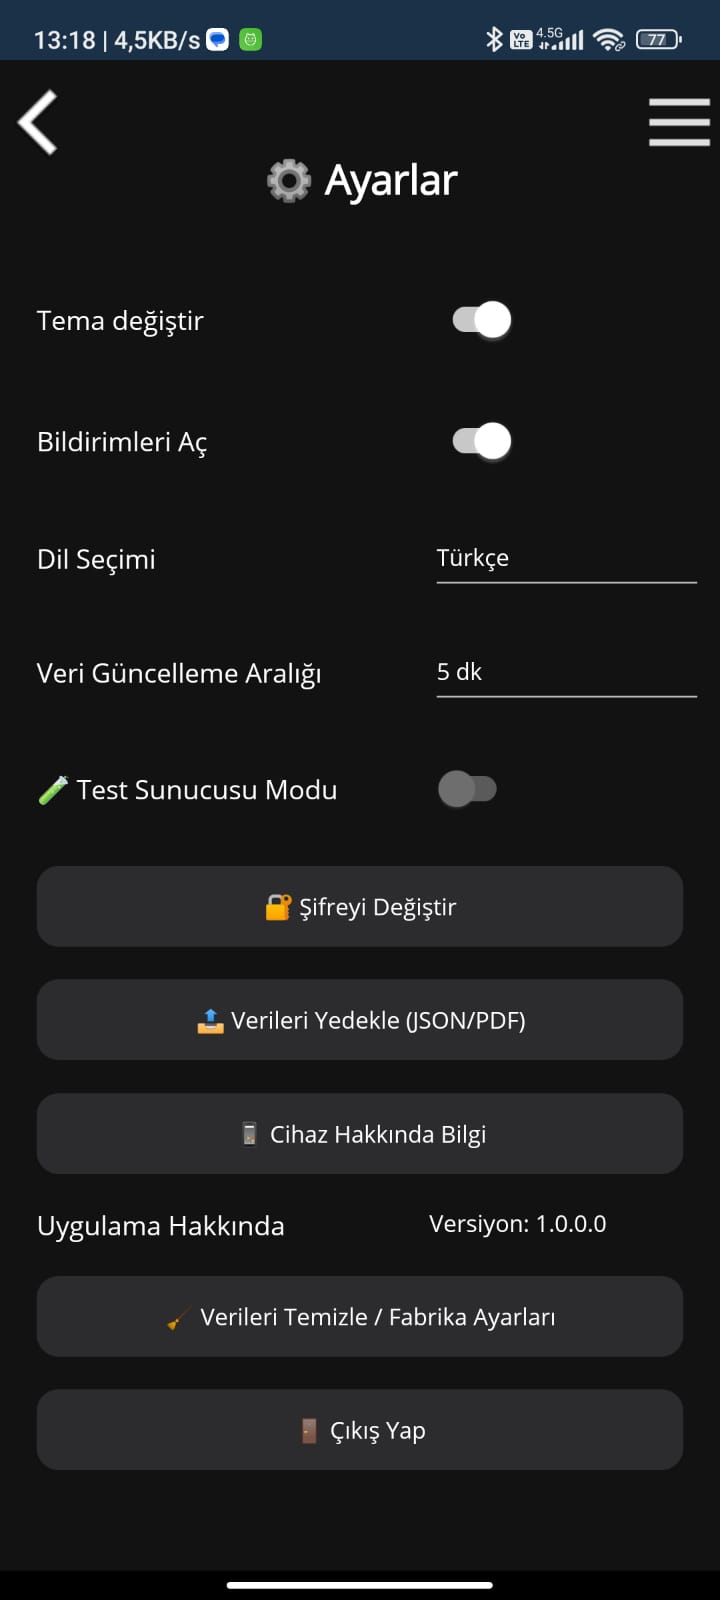 13:18 | 4,5KB/s Vo LTE 4.5G 77
Ayarlar
Tema değiştir
Bildirimleri Aç
Dil Seçimi Türkçe
Veri Güncelleme Aralığı 5 dk
Test Sunucusu Modu
Şifreyi Değiştir
Verileri Yedekle (JSON/PDF)
Cihaz Hakkında Bilgi
Uygulama Hakkında Versiyon: 1.0.0.0
Verileri Temizle / Fabrika Ayarları
Çıkış Yap